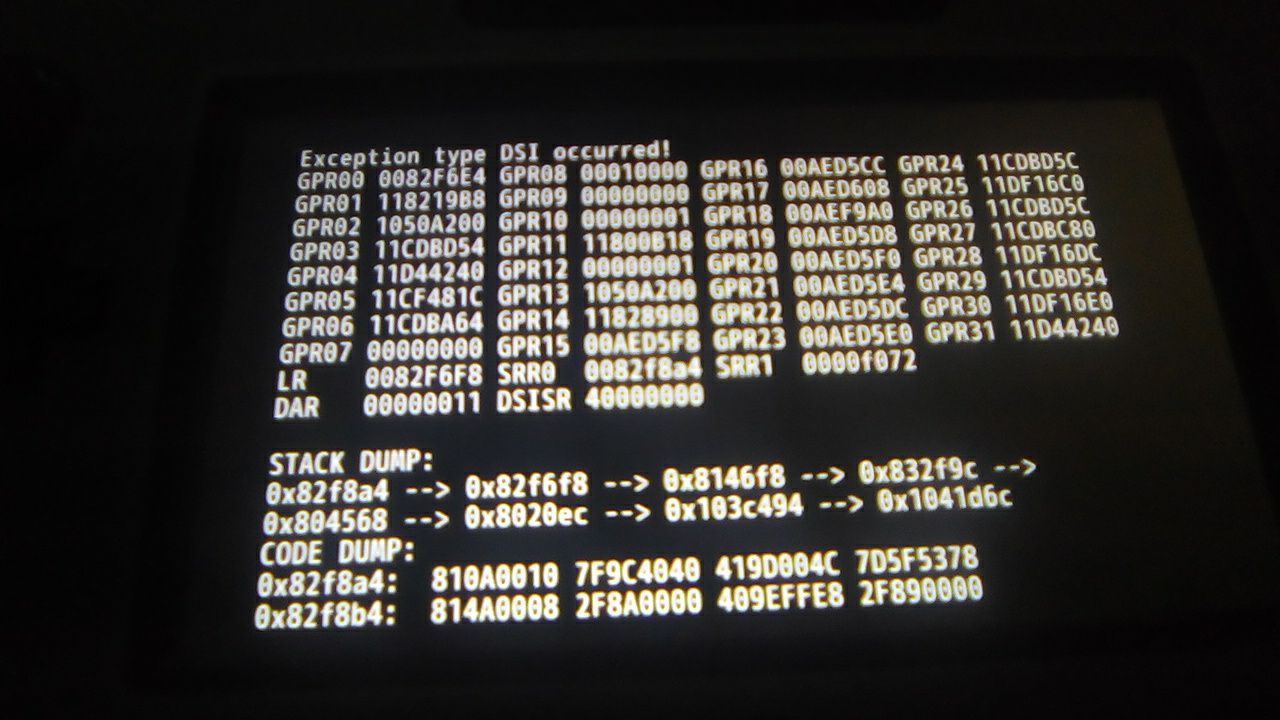 Exception type DSI occurred!
GPR00 0082F6E4 GPR08 00010000 GPR16 00AED5CC GPR24 11CDBD5C
GPR01 118219B8 GPR09 00000000 GPR17 00AED608 GPR25 11DF16C0
GPR02 1050A200 GPR10 00000001 GPR18 00AEF9A0 GPR26 11CDBD5C
GPR03 11CDBD54 GPR11 11800B18 GPR19 00AED5D8 GPR27 11CDBC80
GPR04 11D44240 GPR12 00000001 GPR20 00AED5F0 GPR28 11DF16DC
GPR05 11CF481C GPR13 1050A200 GPR21 00AED5E4 GPR29 11CDBD54
GPR06 11CDBA64 GPR14 11828900 GPR22 00AED5DC GPR30 11DF16E0
GPR07 00000000 GPR15 00AED5F8 GPR23 00AED5E0 GPR31 11D44240
LR 0082F6F8 SRR0 0082f8a4 SRR1 0000f072
DAR 00000011 DSISR 40000000
STACK DUMP:
0x82f8a4 --> 0x82f6f8 --> 0x8146f8 --> 0x832f9c -->
0x804568 --> 0x8020ec --> 0x103c494 --> 0x1041d6c
CODE DUMP:
0x82f8a4: 810A0010 7F9C4040 419D004C 7D5F5378
0x82f8b4: 814A0008 2F8A0000 409EFFE8 2F890000